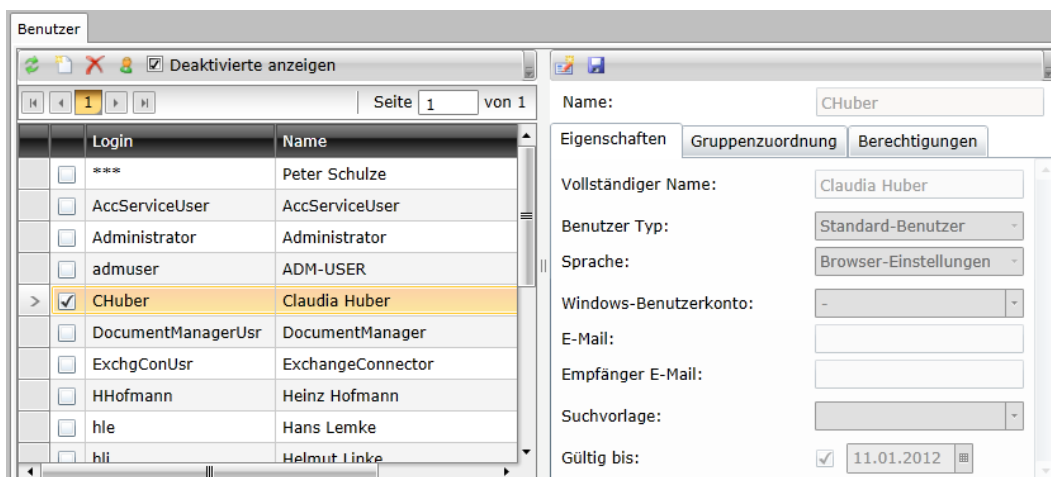 Benutzer
Deaktivierte anzeigen
1 Seite 1 von 1
Login Name
*** Peter Schulze
AccServiceUser AccServiceUser
Administrator Administrator
admuser ADM-USER
CHuber Claudia Huber
DocumentManagerUsr DocumentManager
ExchgConUsr ExchangeConnector
HHofmann Heinz Hofmann
hle Hans Lemke
hli Helmut Linke
Name: CHuber
Eigenschaften Gruppenzuordnung Berechtigungen
Vollständiger Name: Claudia Huber
Benutzer Typ: Standard-Benutzer
Sprache: Browser-Einstellungen
Windows-Benutzerkonto: -
E-Mail:
Empfänger E-Mail:
Suchvorlage:
Gültig bis: 11.01.2012